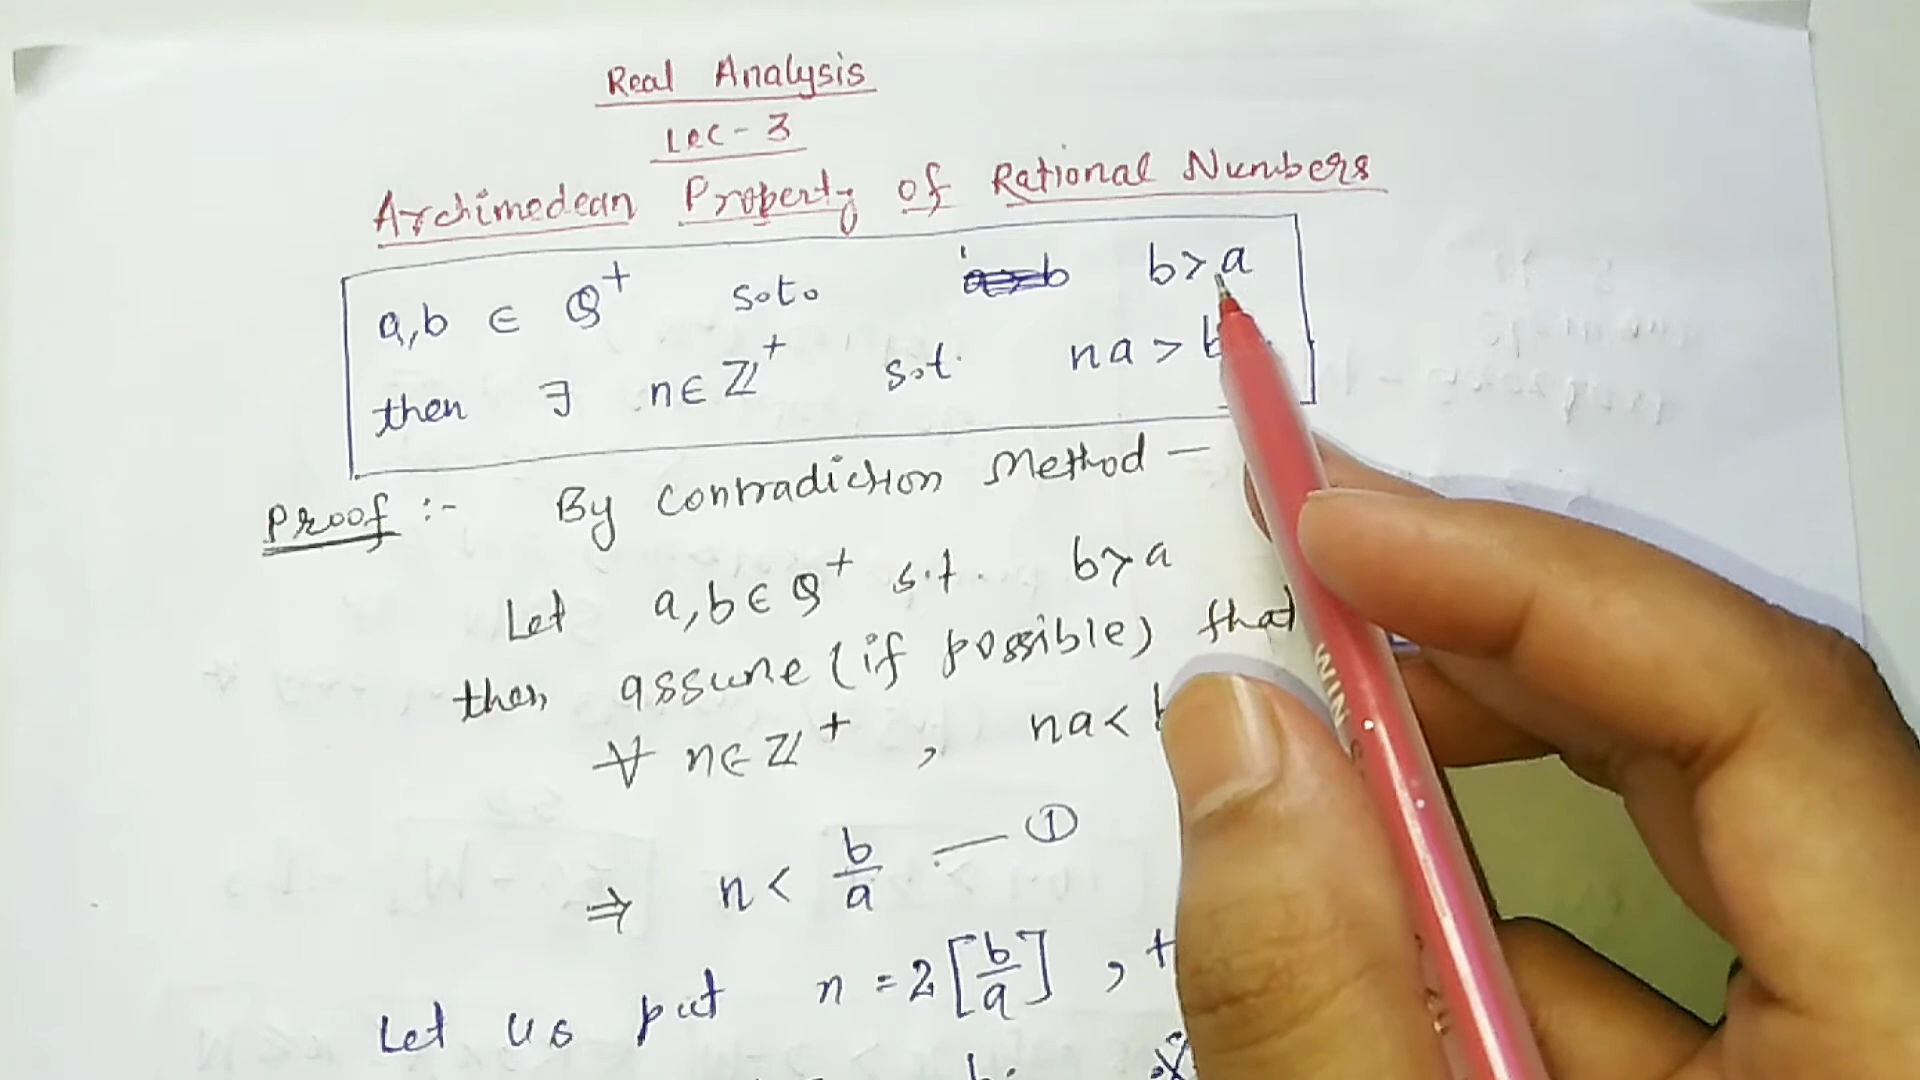 Real Analysis
Lec - 3
Archimedean Property of Rational Numbers
a,b ∈ Q⁺ s.t. b > a
then ∃ n ∈ Z⁺ s.t. na > b
Proof :- By Contradiction Method —
Let a,b ∈ Q⁺ s.t. b > a
then assume (if possible) that
∀ n ∈ Z⁺ , na <
⇒ n < b/a — ①
Let us put n = 2[b/a] ,
WIN